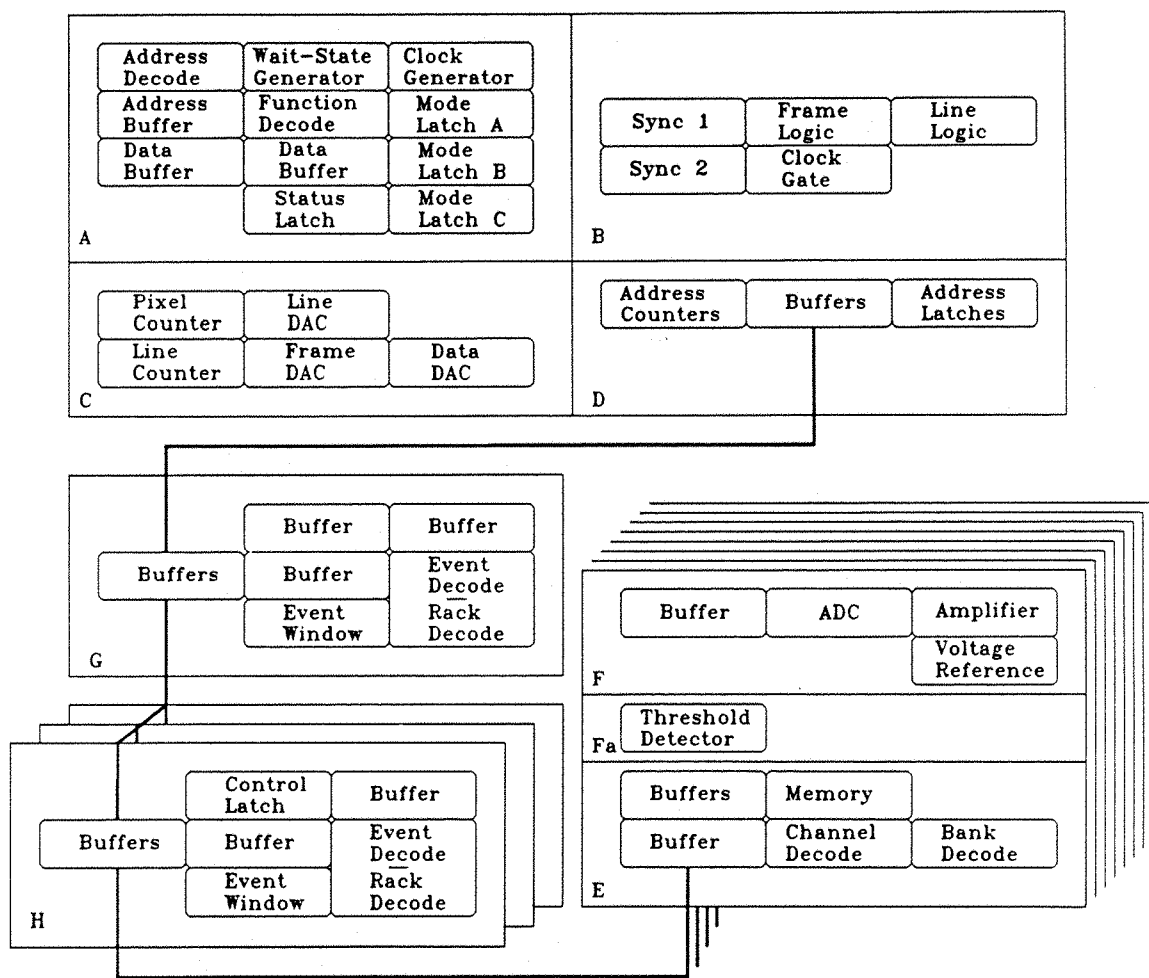 Address Wait-State Clock
Decode Generator Generator
Address Function Mode
Buffer Decode Latch A
Data Data Mode
Buffer Buffer Latch B
Status Mode
Latch Latch C
A
Sync 1 Frame Line
Logic Logic
Sync 2 Clock
Gate
B
Pixel Line
Counter DAC
Line Frame Data
Counter DAC DAC
C
Address Buffers Address
Counters Latches
D
Buffer Buffer
Buffers Buffer Event
Decode
Event Rack
Window Decode
G
Buffer ADC Amplifier
Voltage
Reference
F
Threshold
Detector
Fa
Buffers Memory
Buffer Channel Bank
Decode Decode
E
Control Buffer
Latch
Buffers Buffer Event
Decode
Event Rack
Window Decode
H